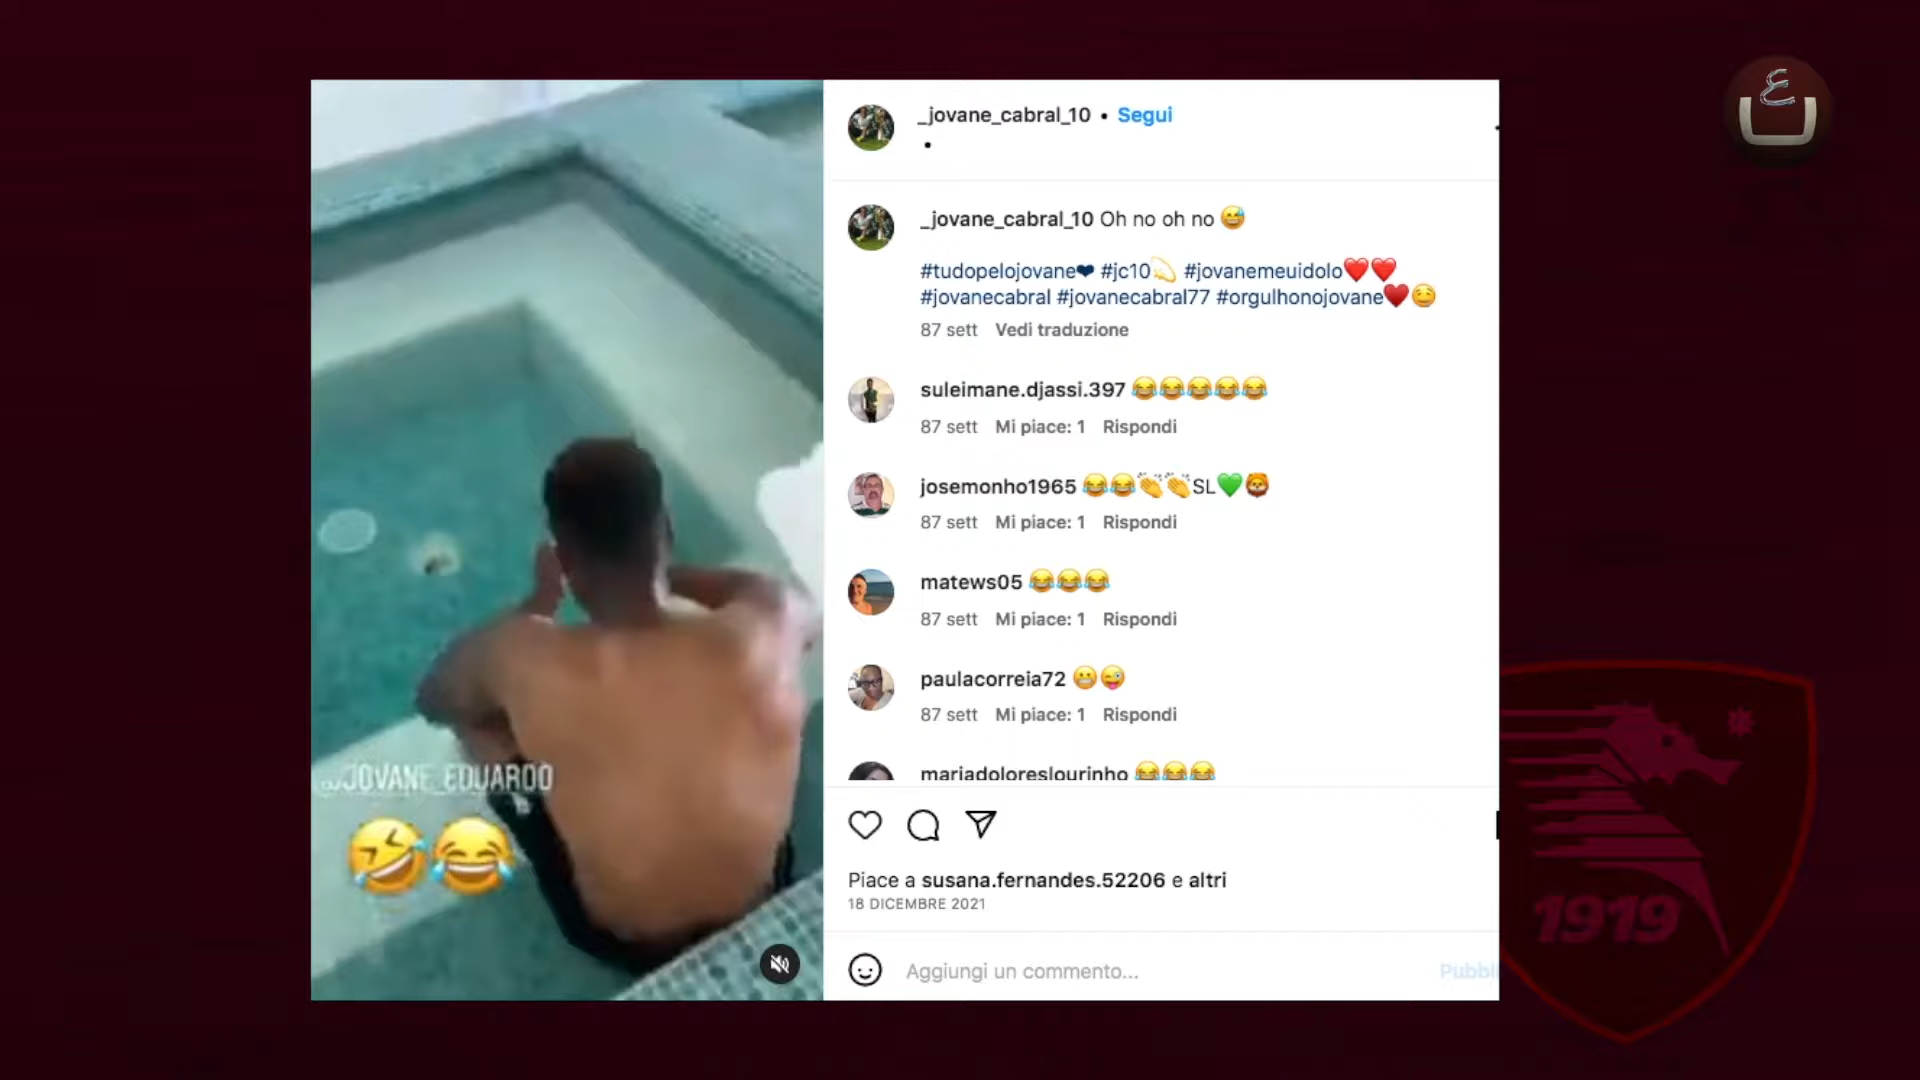 _jovane_cabral_10 • Segui
•
_jovane_cabral_10 Oh no oh no 😅
#tudopelojovane❤ #jc10💫 #jovanemeuidolo❤️❤️
#jovanecabral #jovanecabral77 #orgulhonojovane❤️😌
87 sett Vedi traduzione
suleimane.djassi.397 😂😂😂😂😂
87 sett Mi piace: 1 Rispondi
josemonho1965 😂😂👏👏SL💚🦁
87 sett Mi piace: 1 Rispondi
matews05 😂😂😂
87 sett Mi piace: 1 Rispondi
paulacorreia72 😬😜
87 sett Mi piace: 1 Rispondi
mariadoloreslourinho 😂😂😂
Piace a susana.fernandes.52206 e altri
18 DICEMBRE 2021
Aggiungi un commento...
Pubbli
@JOVANE_EDUARDO
🤣😂
1919